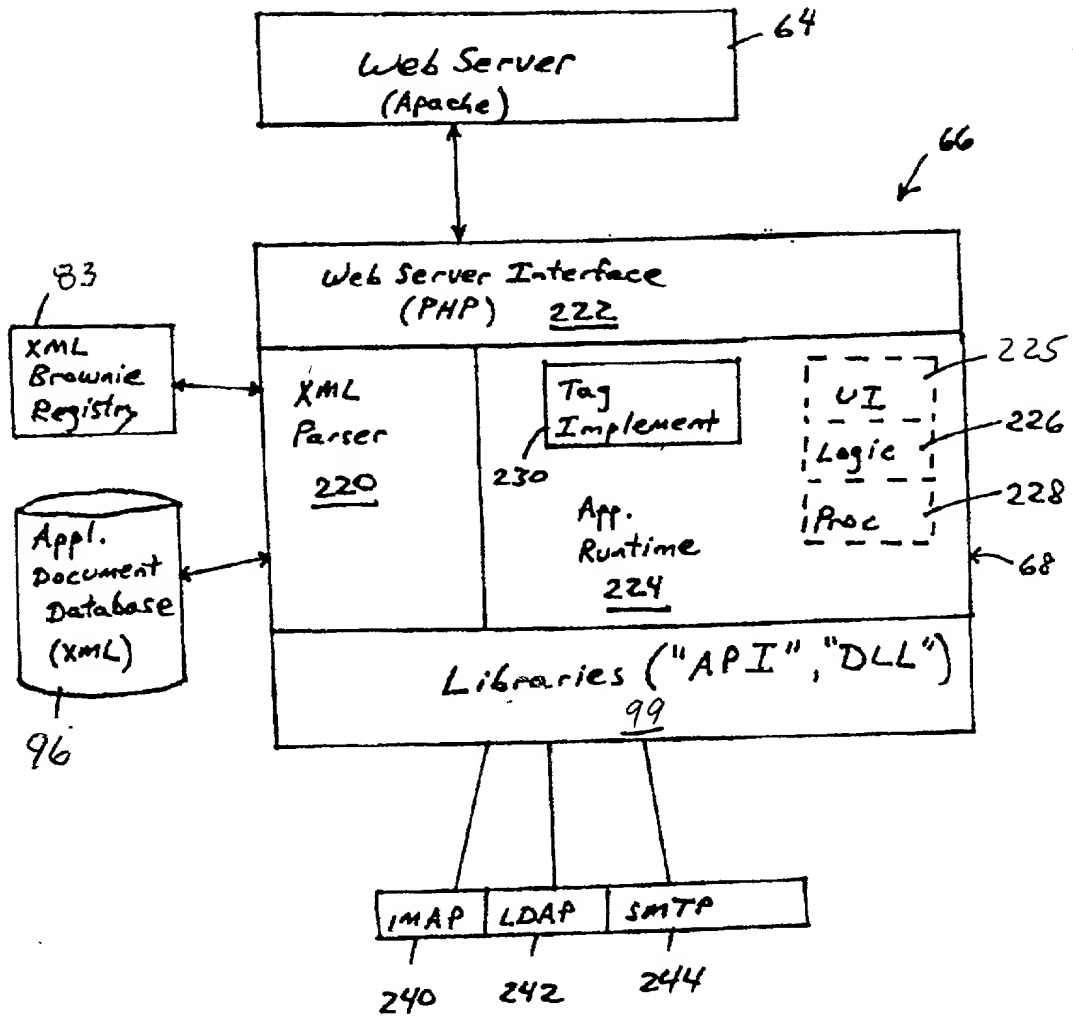 64
Web Server
(Apache)
66
Web Server Interface
(PHP) 222
83
XML
Brownie
Registry
XML
Parser
220
Tag
Implement
230
App.
Runtime
224
UI
Logic
Proc
225
226
228
68
Appl.
Document
Database
(XML)
96
Libraries ("API", "DLL")
99
IMAP LDAP SMTP
240 242 244